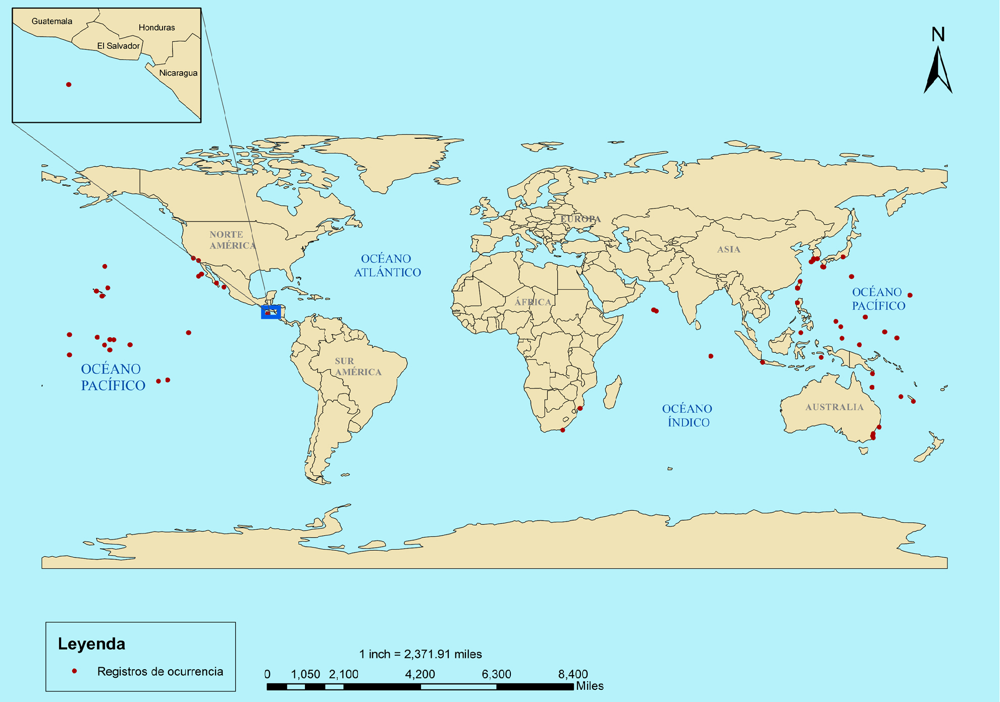 Guatemala
Honduras
El Salvador
Nicaragua
N
NORTE
AMÉRICA
OCÉANO
ATLÁNTICO
EUROPA
ASIA
ÁFRICA
OCÉANO
PACÍFICO
SUR
AMÉRICA
OCÉANO
PACÍFICO
OCÉANO
ÍNDICO
AUSTRALIA
Leyenda
Registros de ocurrencia
1 inch = 2,371.91 miles
0 1,050 2,100 4,200 6,300 8,400
Miles